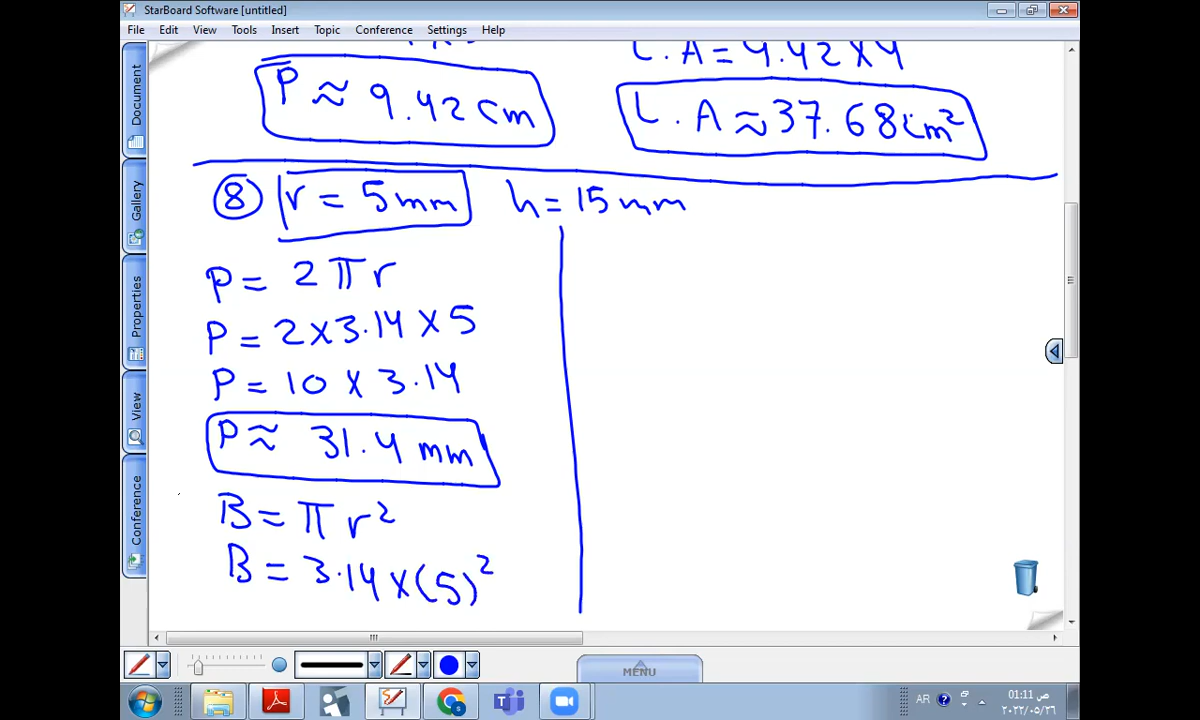 StarBoard Software [untitled]
File Edit View Tools Insert Topic Conference Settings Help
L.A = 9.42 × 4
P ≈ 9.42 cm
L.A ≈ 37.68 cm²
⑧ r = 5 mm h = 15 mm
P = 2 π r
P = 2 × 3.14 × 5
P = 10 × 3.14
P ≈ 31.4 mm
B = π r²
B = 3.14 × (5)²
Document
Gallery
Properties
View
Conference
MENU
AR
01:11 ص
٢٠٢٢/٠٥/٢٦